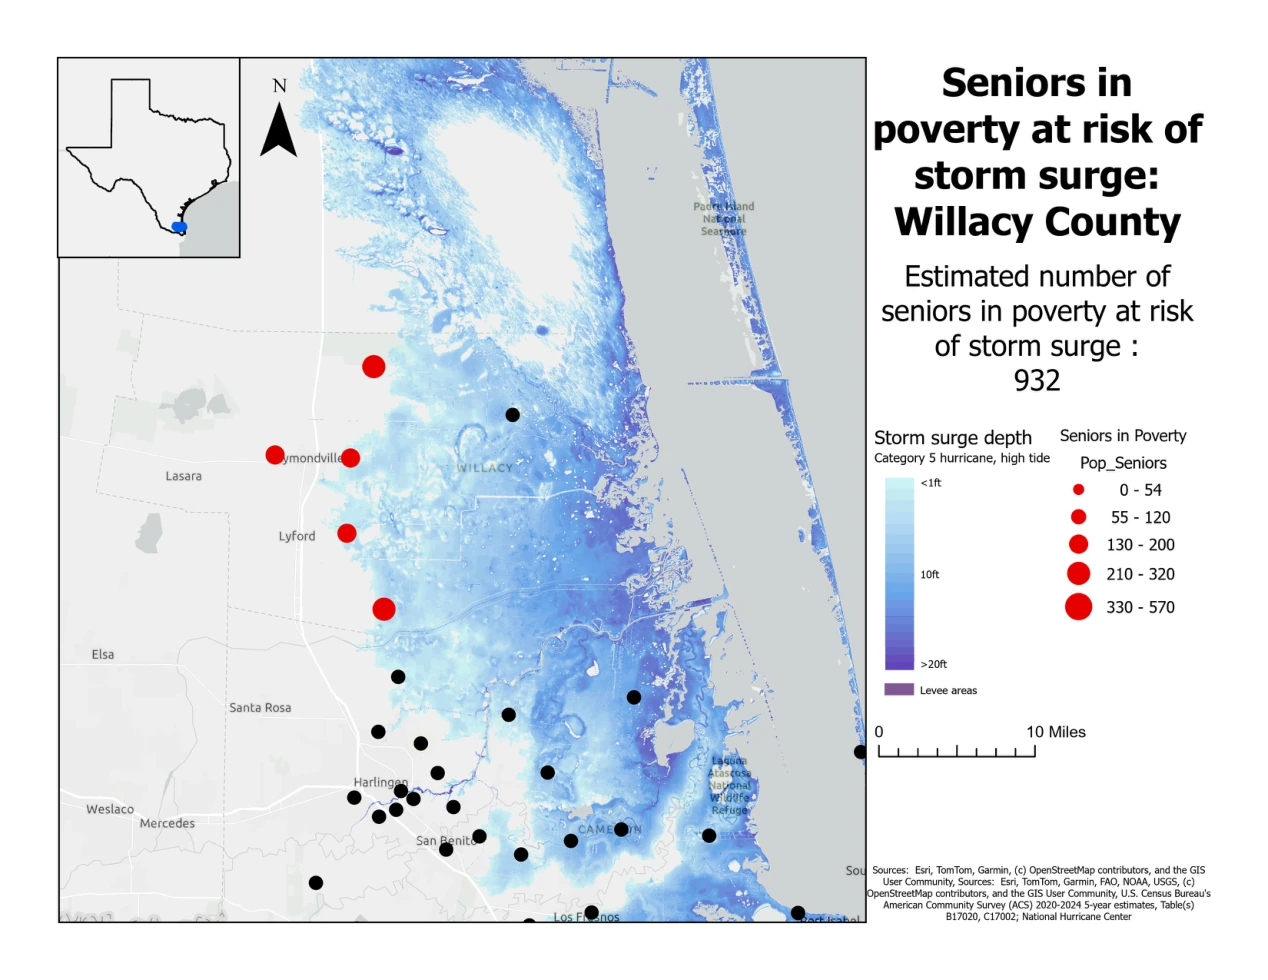 Seniors in
poverty at risk of
storm surge:
Willacy County
Estimated number of
seniors in poverty at risk
of storm surge :
932
N
Padre Island
National
Seashore
ymondville
Lasara
WILLACY
Lyford
Elsa
Santa Rosa
Harlingen
Weslaco
Mercedes
San Benito
CAMERON
Laguna
Atascosa
National
Wildlife
Refuge
Sou
Los Fresnos
Port Isabel
Storm surge depth
Category 5 hurricane, high tide
<1ft
10ft
>20ft
Levee areas
Seniors in Poverty
Pop_Seniors
0 - 54
55 - 120
130 - 200
210 - 320
330 - 570
0 10 Miles
Sources: Esri, TomTom, Garmin, (c) OpenStreetMap contributors, and the GIS
User Community, Sources: Esri, TomTom, Garmin, FAO, NOAA, USGS, (c)
OpenStreetMap contributors, and the GIS User Community, U.S. Census Bureau's
American Community Survey (ACS) 2020-2024 5-year estimates, Table(s)
B17020, C17002; National Hurricane Center